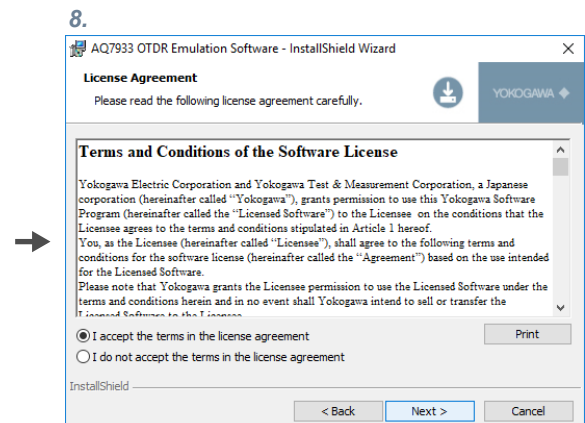 8.
AQ7933 OTDR Emulation Software - InstallShield Wizard
License Agreement
Please read the following license agreement carefully.
YOKOGAWA
Terms and Conditions of the Software License
Yokogawa Electric Corporation and Yokogawa Test & Measurement Corporation, a Japanese
corporation (hereinafter called “Yokogawa”), grants permission to use this Yokogawa Software
Program (hereinafter called the “Licensed Software”) to the Licensee on the conditions that the
Licensee agrees to the terms and conditions stipulated in Article 1 hereof.
You, as the Licensee (hereinafter called “Licensee”), shall agree to the following terms and
conditions for the software license (hereinafter called the “Agreement”) based on the use intended
for the Licensed Software.
Please note that Yokogawa grants the Licensee permission to use the Licensed Software under the
terms and conditions herein and in no event shall Yokogawa intend to sell or transfer the
Licensed Software to the Licensee.
I accept the terms in the license agreement
Print
I do not accept the terms in the license agreement
InstallShield
< Back
Next >
Cancel